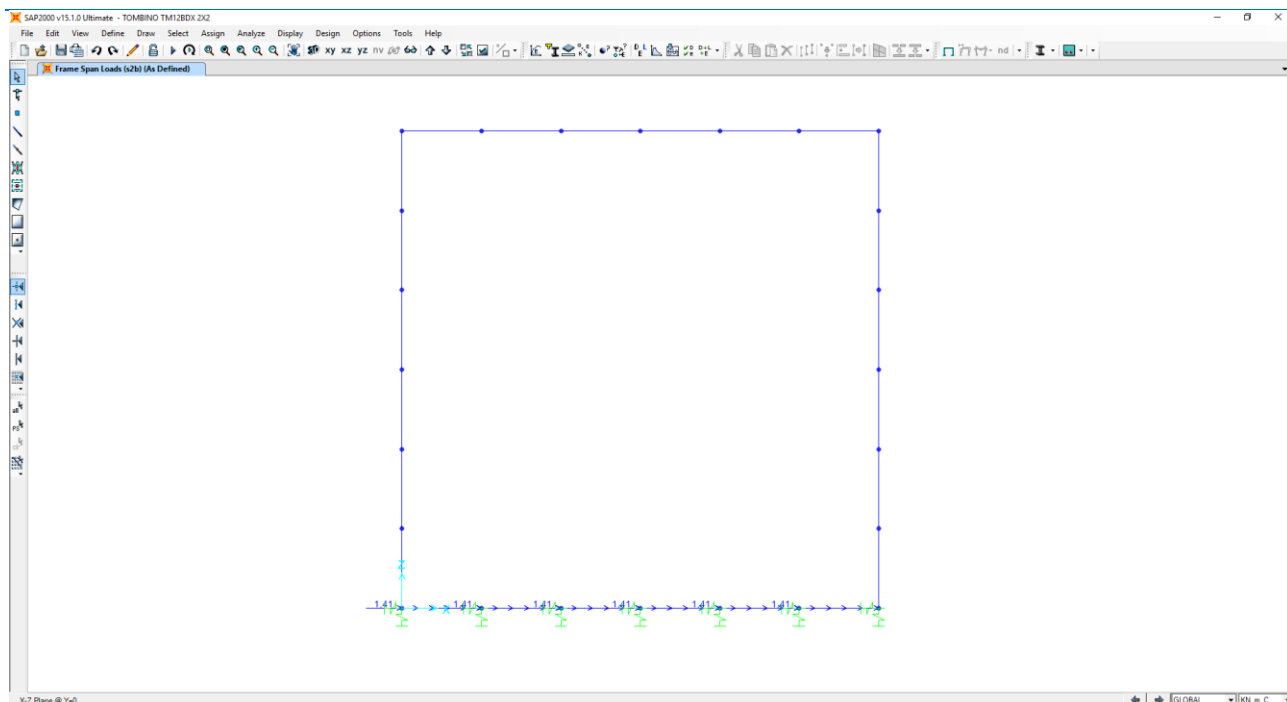 SAP2000 v15.1.0 Ultimate - TOMBINO TM12BDX 2X2
File Edit View Define Draw Select Assign Analyze Display Design Options Tools Help
xy xz yz nv nd
Frame Span Loads (s2b) (As Defined)
Z
1.41 1.41 1.41 1.41 1.41 1.41
X
X-Z Plane @ Y=0
GLOBAL KN, m, C